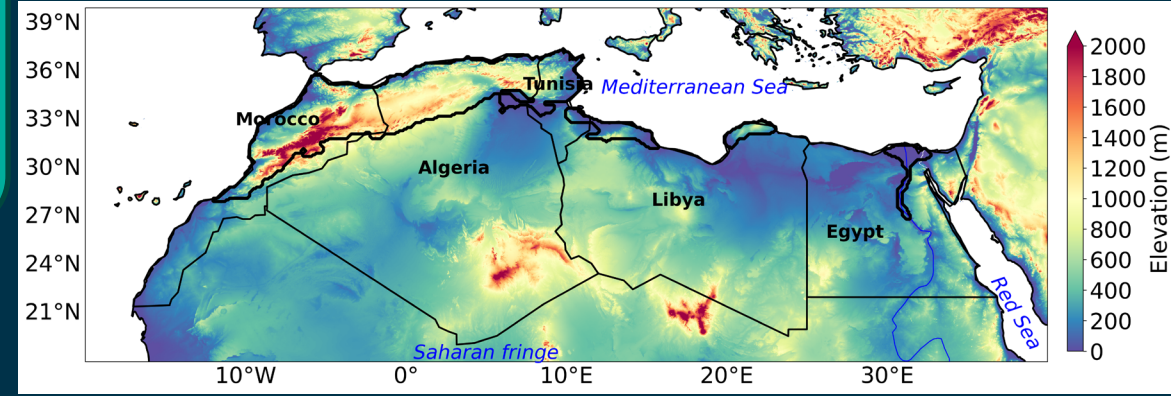 39°N
36°N
33°N
30°N
27°N
24°N
21°N
Tunisia
Mediterranean Sea
Morocco
Algeria
Libya
Egypt
Red Sea
Saharan fringe
10°W
0°
10°E
20°E
30°E
2000
1800
1600
1400
1200
1000
800
600
400
200
0
Elevation (m)